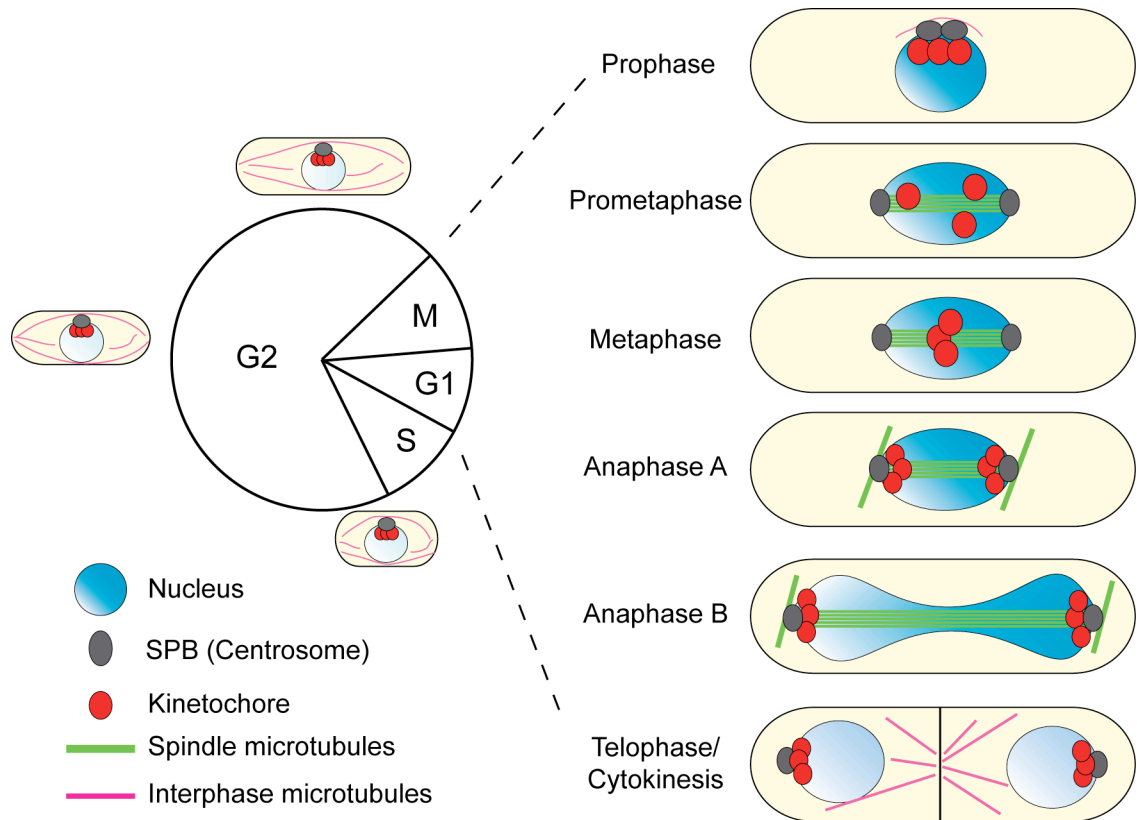 Prophase
Prometaphase
Metaphase
Anaphase A
Anaphase B
Telophase/
Cytokinesis
G2
M
G1
S
Nucleus
SPB (Centrosome)
Kinetochore
Spindle microtubules
Interphase microtubules